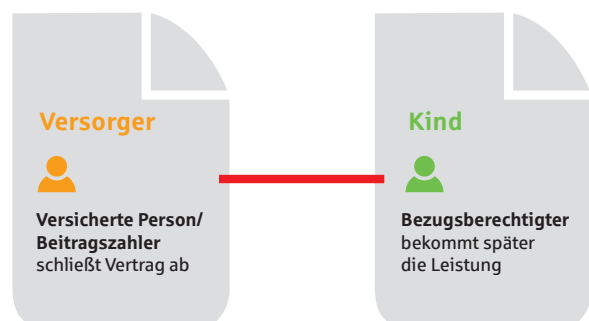 Versorger
Versicherte Person/
Beitragszahler
schließt Vertrag ab
Kind
Bezugsberechtigter
bekommt später
die Leistung